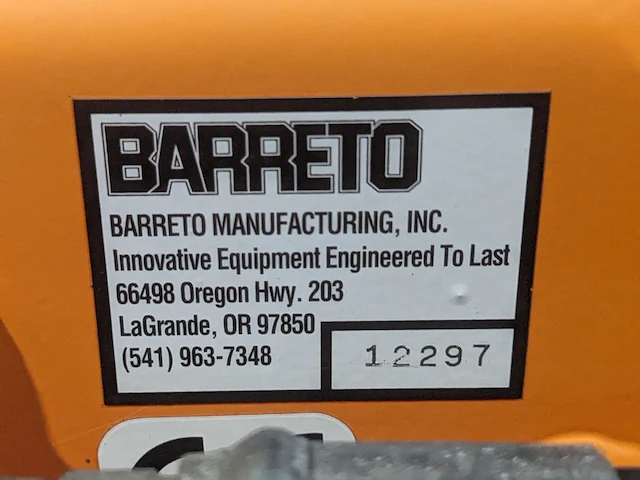 BARRETO
BARRETO MANUFACTURING, INC.
Innovative Equipment Engineered To Last
66498 Oregon Hwy. 203
LaGrande, OR 97850
(541) 963-7348
12297